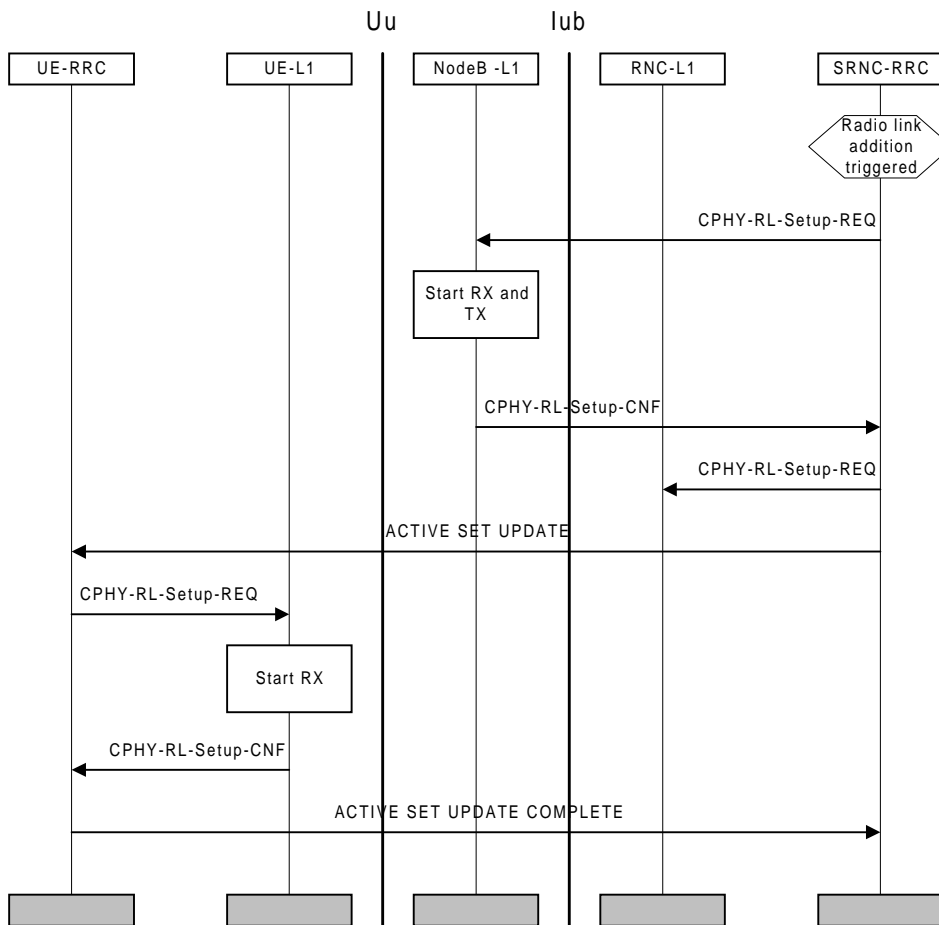 Uu
Iub
UE-RRC
UE-L1
NodeB -L1
RNC-L1
SRNC-RRC
Radio link
addition
triggered
CPHY-RL-Setup-REQ
Start RX and
TX
CPHY-RL-Setup-CNF
CPHY-RL-Setup-REQ
ACTIVE SET UPDATE
CPHY-RL-Setup-REQ
Start RX
CPHY-RL-Setup-CNF
ACTIVE SET UPDATE COMPLETE